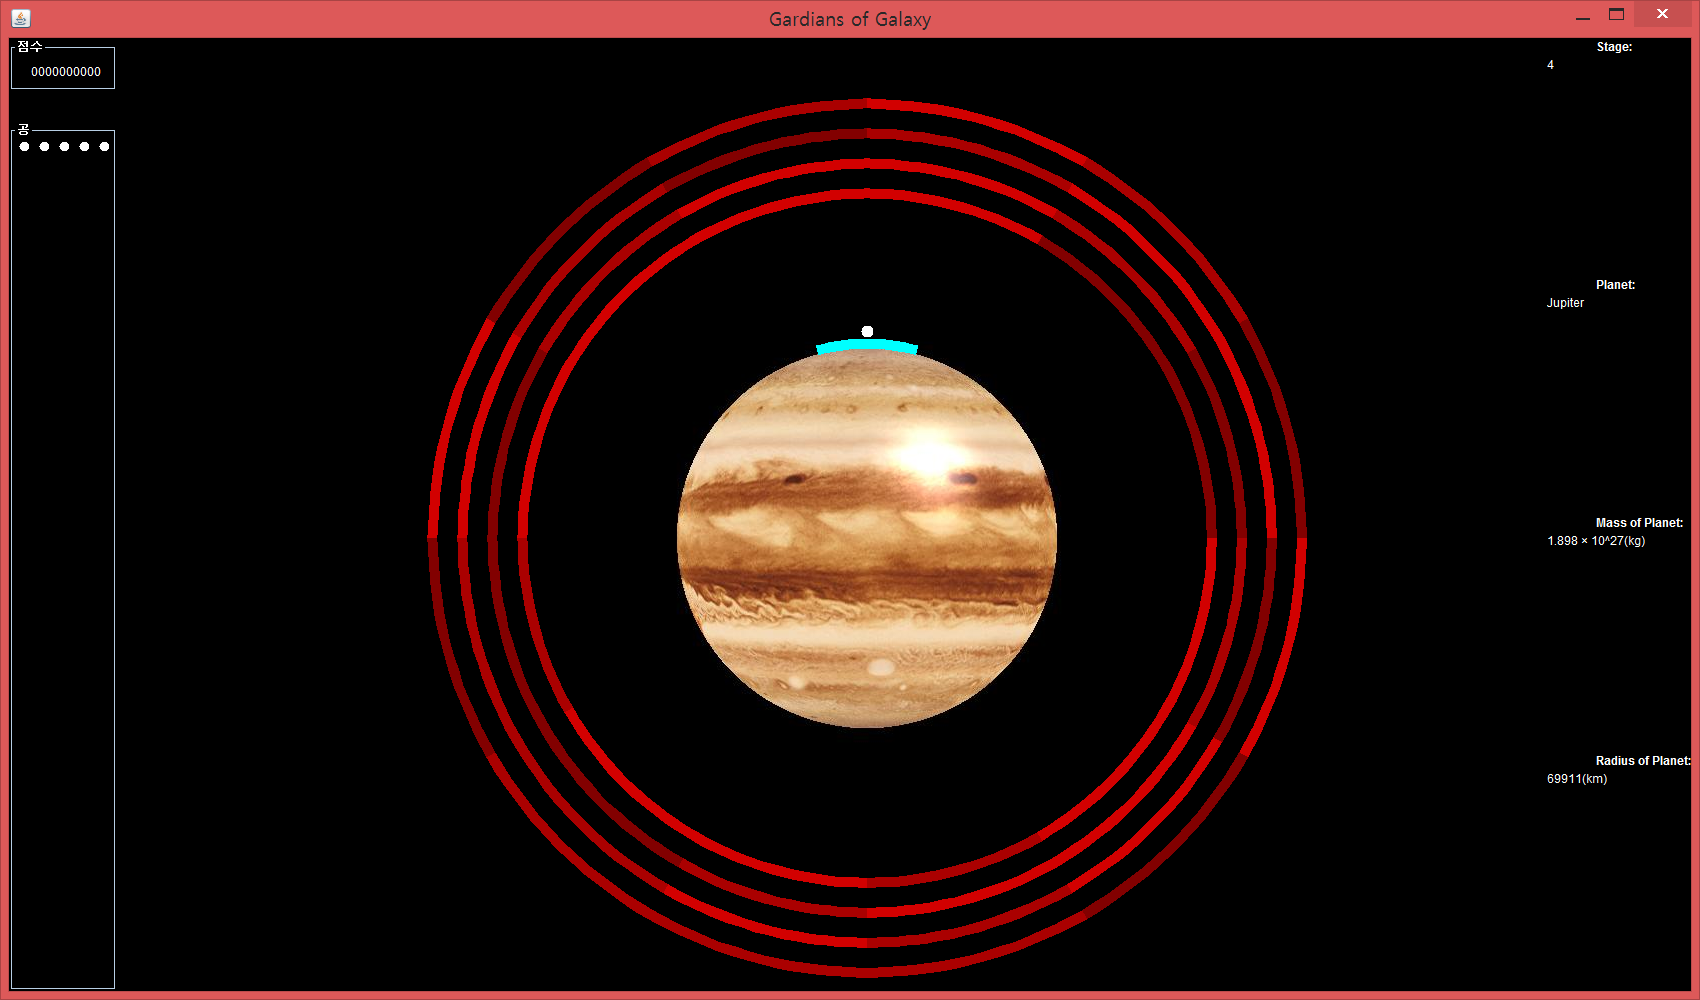 Gardians of Galaxy
점수
0000000000
공
Stage:
4
Planet:
Jupiter
Mass of Planet:
1.898 × 10^27(kg)
Radius of Planet:
69911(km)